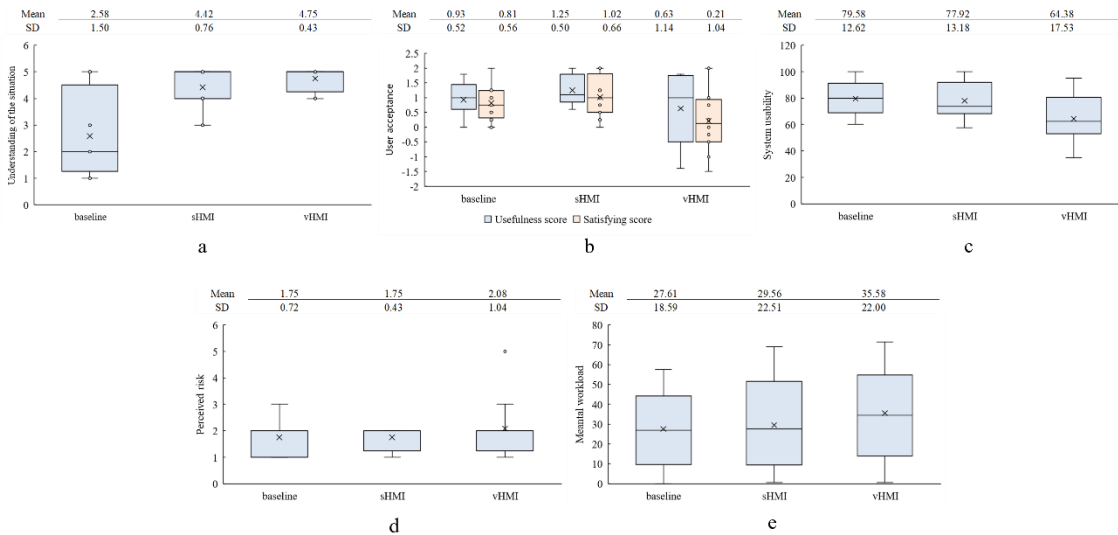 Mean 2.58 4.42 4.75
SD 1.50 0.76 0.43
Understanding of the situation
6
5
4
3
2
1
0
baseline sHMI vHMI
a
Mean 0.93 0.81 1.25 1.02 0.63 0.21
SD 0.52 0.56 0.50 0.66 1.14 1.04
User acceptance
2.5
2
1.5
1
0.5
0
-0.5
-1
-1.5
-2
baseline sHMI vHMI
Usefulness score Satisfying score
b
Mean 79.58 77.92 64.38
SD 12.62 13.18 17.53
System usability
120
100
80
60
40
20
0
baseline sHMI vHMI
c
Mean 1.75 1.75 2.08
SD 0.72 0.43 1.04
Perceived risk
6
5
4
3
2
1
0
baseline sHMI vHMI
d
Mean 27.61 29.56 35.58
SD 18.59 22.51 22.00
Meantal workload
80
70
60
50
40
30
20
10
0
baseline sHMI vHMI
e